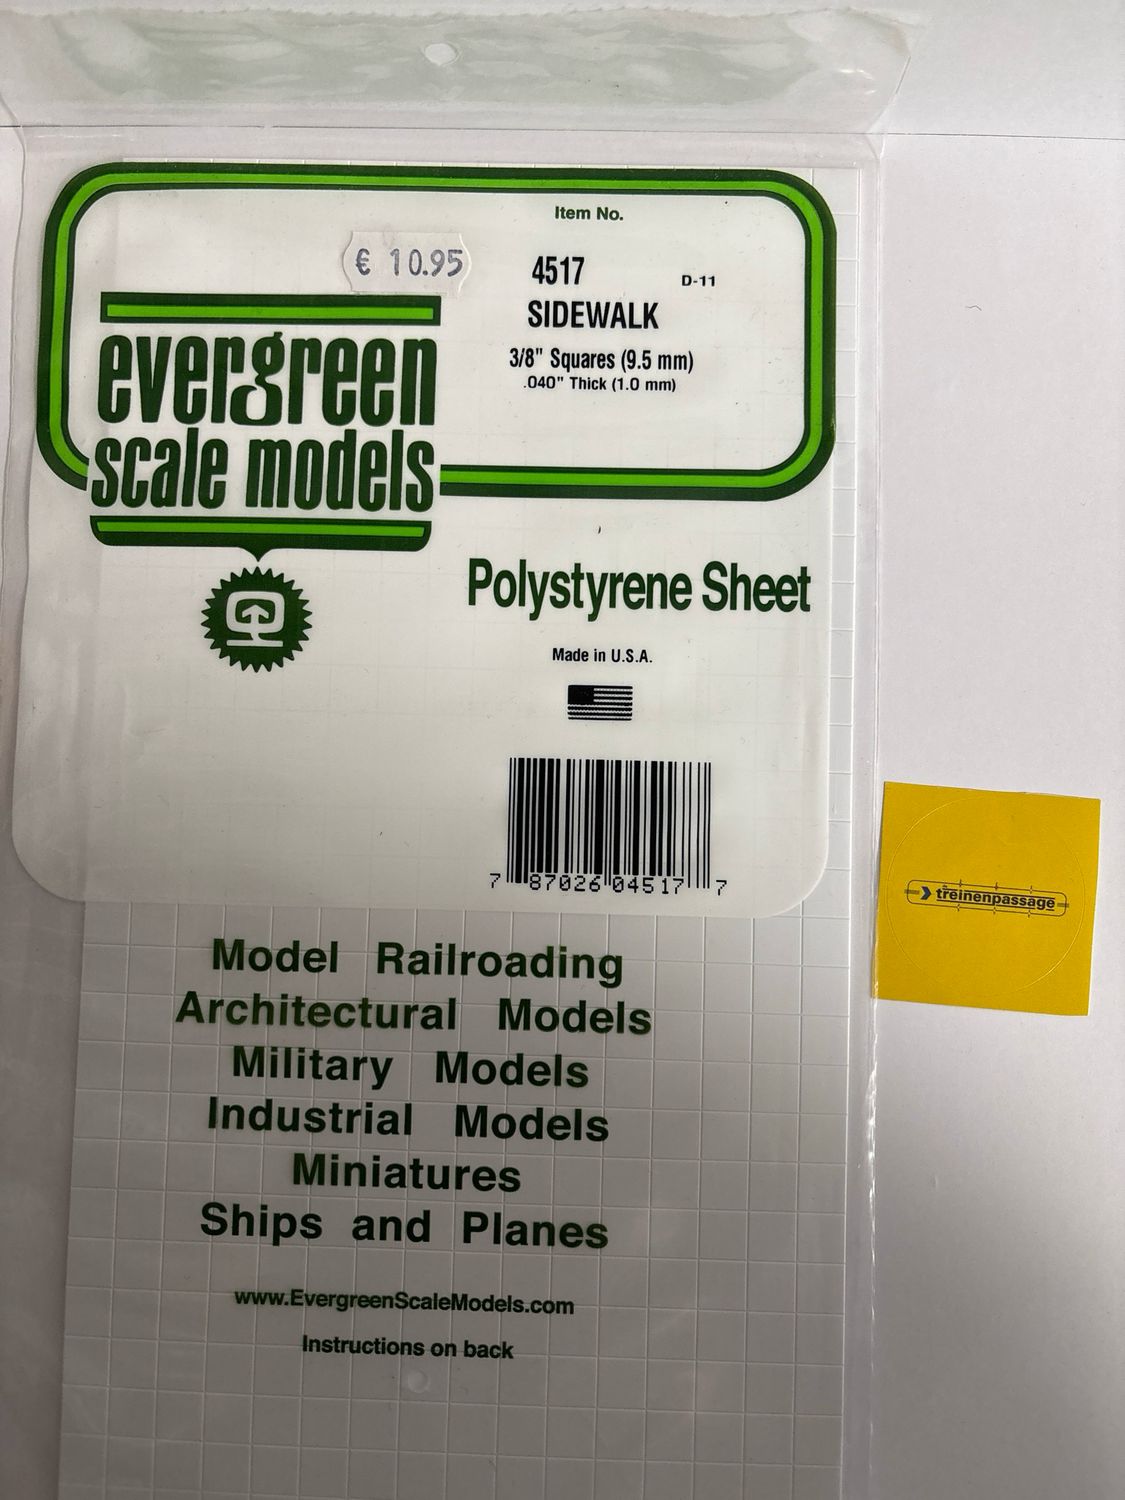 Item No.
€ 10.95
4517
D-11
SIDEWALK
3/8" Squares (9.5 mm)
.040" Thick (1.0 mm)
evergreen
scale models
Polystyrene Sheet
Made in U.S.A.
7 87026 04517 7
de treinenpassage
Model Railroading
Architectural Models
Military Models
Industrial Models
Miniatures
Ships and Planes
www.EvergreenScaleModels.com
Instructions on back